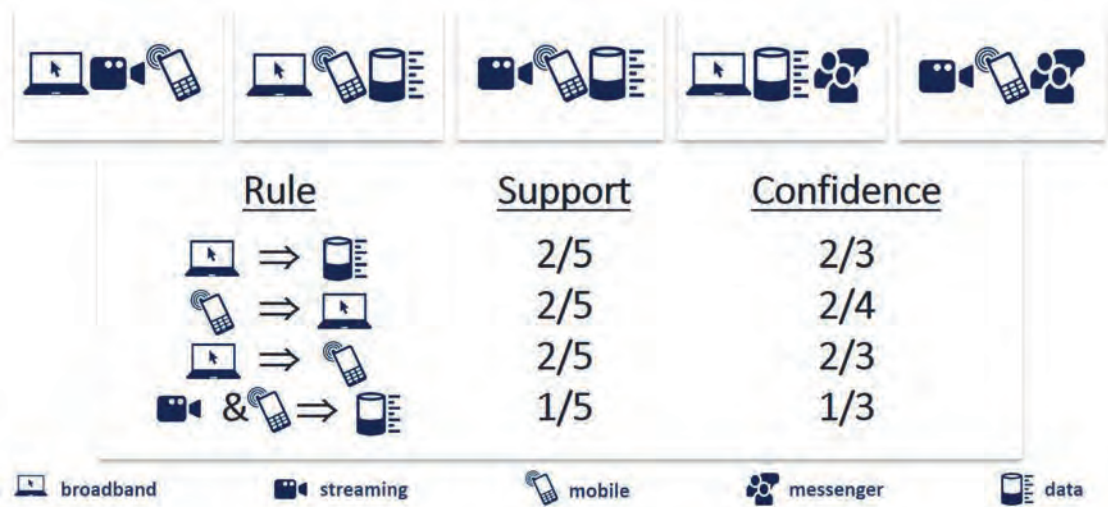 Rule Support Confidence
⇒ 2/5 2/3
⇒ 2/5 2/4
⇒ 2/5 2/3
& ⇒ 1/5 1/3
broadband streaming mobile messenger data